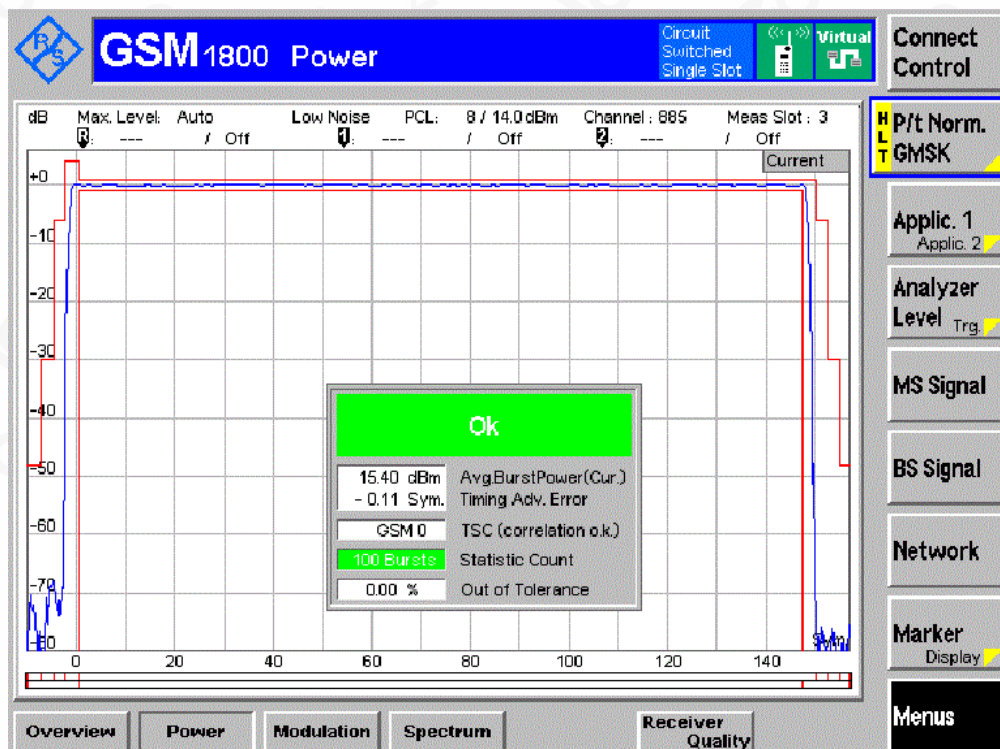 R/S
GSM 1800 Power
Circuit Switched Single Slot
Virtual
Connect Control
dB Max. Level: Auto Low Noise PCL: 8 / 14.0 dBm Channel : 885 Meas Slot : 3
R : --- / Off 1 : --- / Off 2 : --- / Off
Current
+0
-10
-20
-30
-40
-50
-60
-70
-80
0 20 40 60 80 100 120 140
Ok
15.40 dBm Avg.BurstPower(Cur.)
- 0.11 Sym. Timing Adv. Error
GSM 0 TSC (correlation o.k.)
100 Bursts Statistic Count
0.00 % Out of Tolerance
HLT
P/t Norm. GMSK
Applic. 1
Applic. 2
Analyzer Level
Trg.
MS Signal
BS Signal
Network
Marker
Display
Menus
Overview Power Modulation Spectrum Receiver Quality